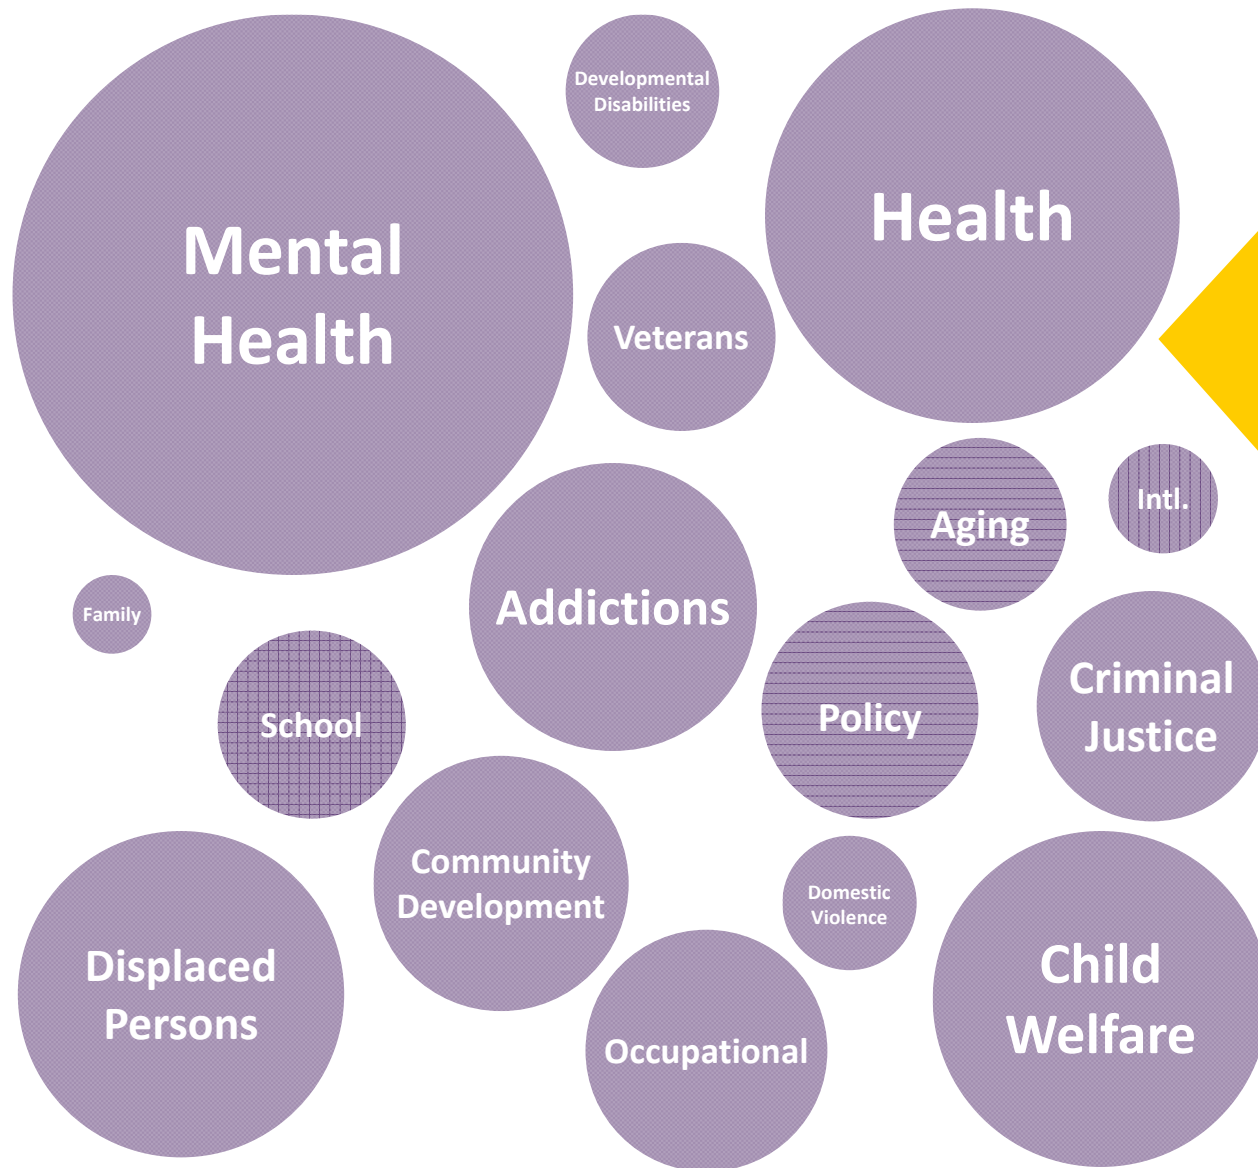 Developmental
Disabilities
Health
Mental
Health
Veterans
Aging
Intl.
Family
Addictions
Criminal
Justice
School
Policy
Community
Development
Domestic
Violence
Displaced
Persons
Child
Welfare
Occupational